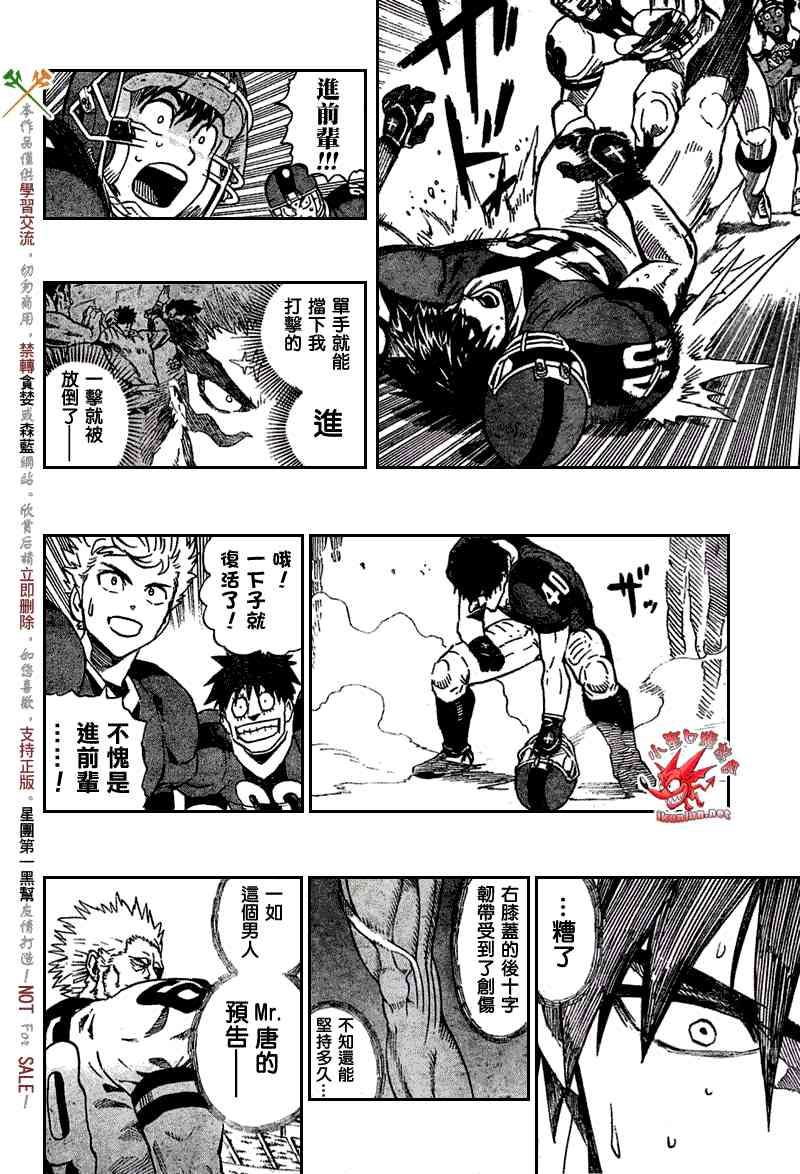 進前輩!!!
單手就能
擋下我
打擊的
進
一擊就被
放倒了——
ザッ
哦!
一下子就
復活了!
不愧是
進前輩
……!
…糟了
右膝蓋的後十字
韌帶受到了創傷
不知還能
堅持多久…
一如
這個男人
Mr.唐的
預告——
40
本作品僅供學習交流，切勿商用，禁轉貪婪或森藍網站。欣賞后請立即刪除，如您喜歡，支持正版。星團第一黑幫友情打造！NOT For SALE！